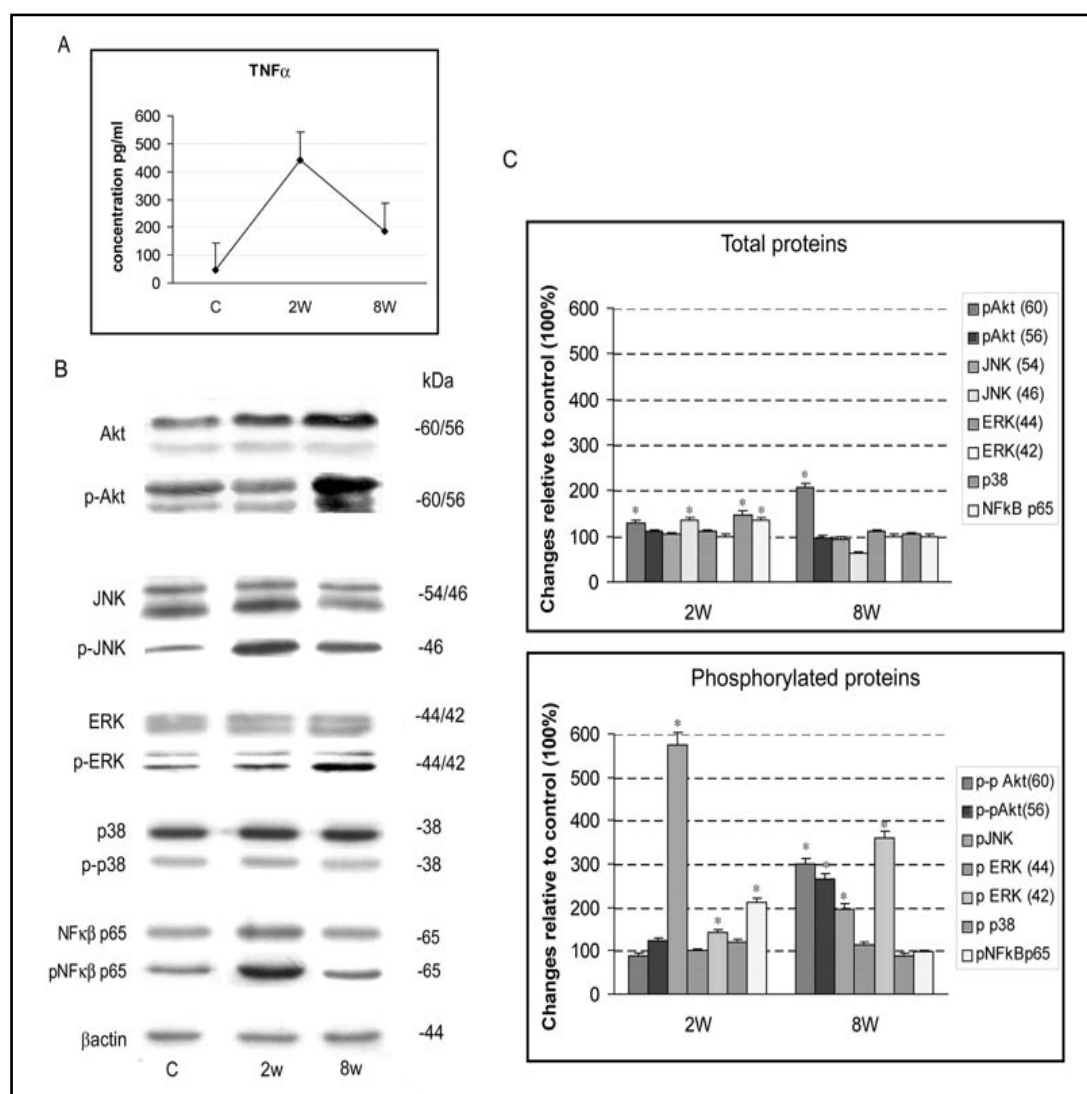 A
TNFα
concentration pg/ml
600
500
400
300
200
100
0
C 2W 8W
B
kDa
Akt -60/56
p-Akt -60/56
JNK -54/46
p-JNK -46
ERK -44/42
p-ERK -44/42
p38 -38
p-p38 -38
NFκβ p65 -65
pNFκβ p65 -65
βactin -44
C 2w 8w
C
Total proteins
Changes reletive to control (100%)
600
500
400
300
200
100
0
* * * * *
2W 8W
pAkt (60)
pAkt (56)
JNK (54)
JNK (46)
ERK(44)
ERK(42)
p38
NFkB p65
Phosphorylated proteins
Changes relative to control (100%)
600
500
400
300
200
100
0
* * * * * * *
2W 8W
p-p Akt(60)
p-pAkt(56)
pJNK
p ERK (44)
p ERK (42)
p p38
pNFkBp65